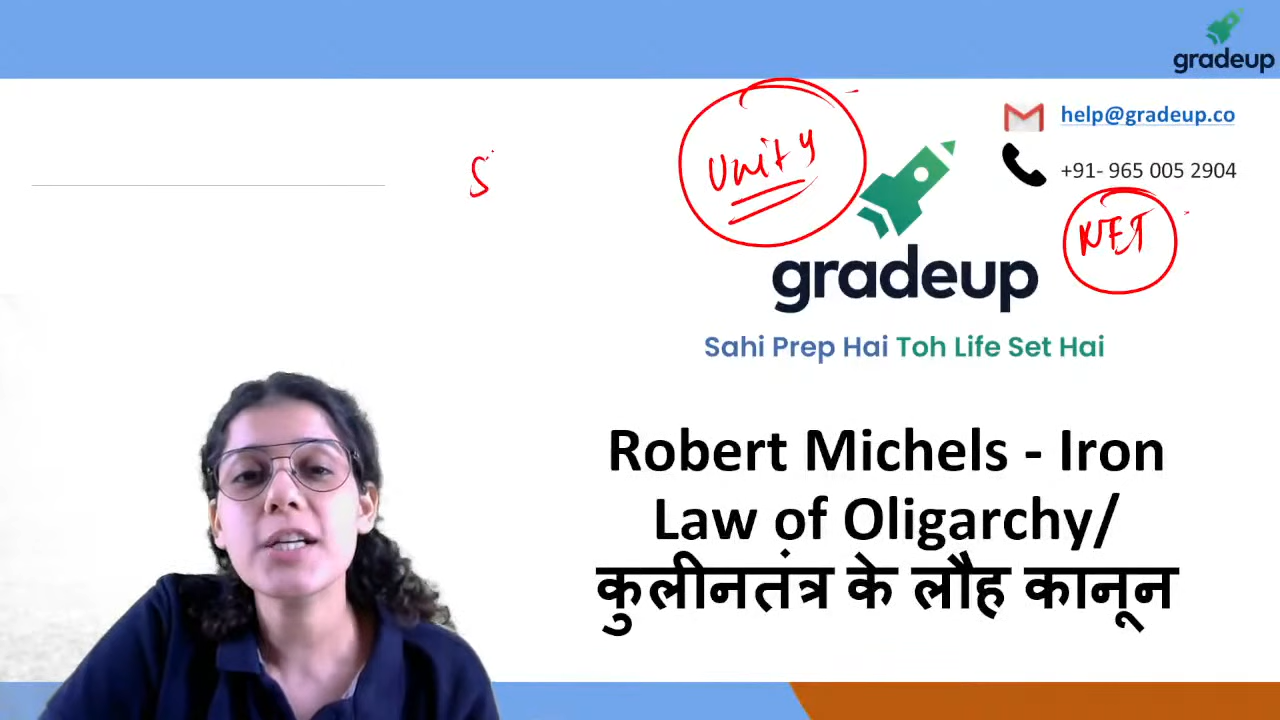 gradeup
help@gradeup.co
Unity
S
+91- 965 005 2904
NET
gradeup
Sahi Prep Hai Toh Life Set Hai
Robert Michels - Iron
Law of Oligarchy/
कुलीनतंत्र के लौह कानून